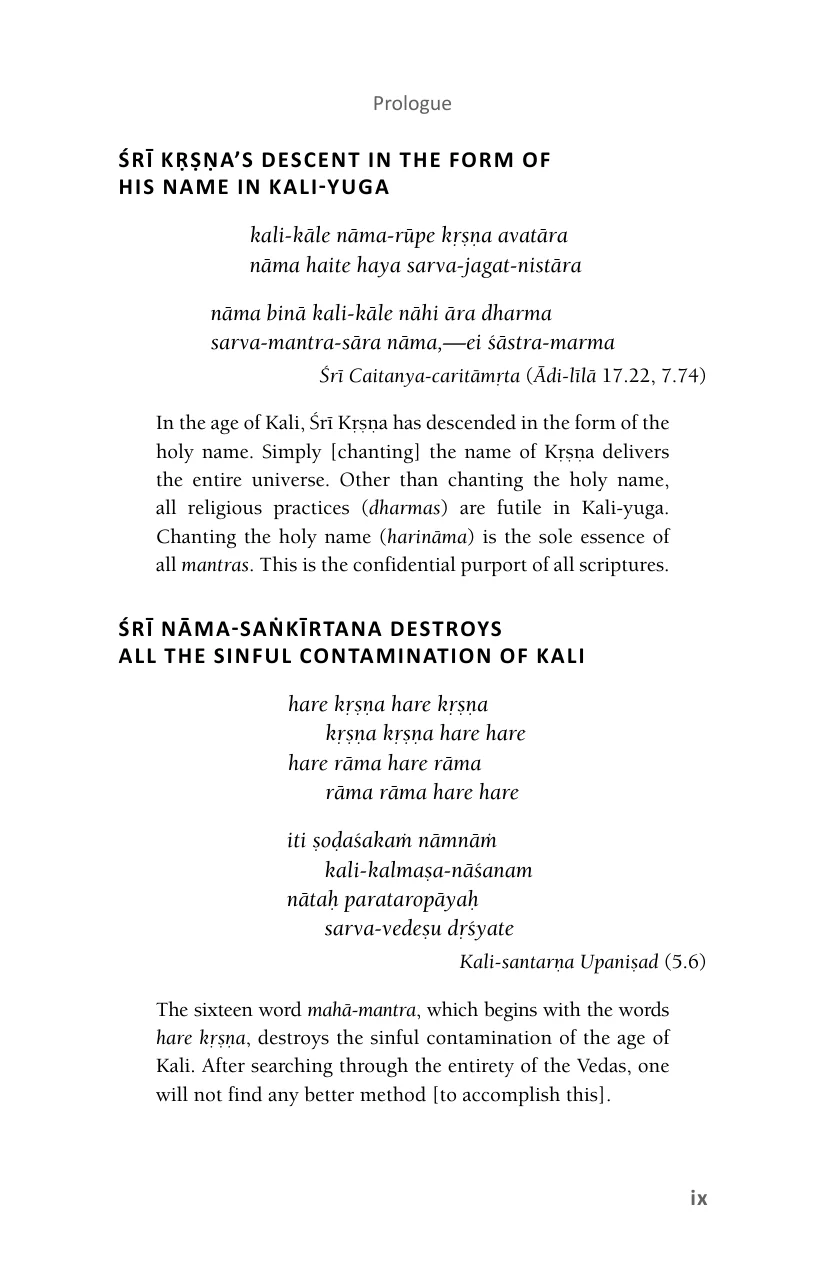 Prologue
ŚRĪ KṚṢṆA’S DESCENT IN THE FORM OF
HIS NAME IN KALI-YUGA
kali-kāle nāma-rūpe kṛṣṇa avatāra
nāma haite haya sarva-jagat-nistāra
nāma binā kali-kāle nāhi āra dharma
sarva-mantra-sāra nāma,—ei śāstra-marma
Śrī Caitanya-caritāmṛta (Ādi-līlā 17.22, 7.74)
In the age of Kali, Śrī Kṛṣṇa has descended in the form of the
holy name. Simply [chanting] the name of Kṛṣṇa delivers
the entire universe. Other than chanting the holy name,
all religious practices (dharmas) are futile in Kali-yuga.
Chanting the holy name (harināma) is the sole essence of
all mantras. This is the confidential purport of all scriptures.
ŚRĪ NĀMA-SAṄKĪRTANA DESTROYS
ALL THE SINFUL CONTAMINATION OF KALI
hare kṛṣṇa hare kṛṣṇa
kṛṣṇa kṛṣṇa hare hare
hare rāma hare rāma
rāma rāma hare hare
iti ṣoḍaśakaṁ nāmnāṁ
kali-kalmaṣa-nāśanam
nātaḥ parataropāyaḥ
sarva-vedeṣu dṛśyate
Kali-santarṇa Upaniṣad (5.6)
The sixteen word mahā-mantra, which begins with the words
hare kṛṣṇa, destroys the sinful contamination of the age of
Kali. After searching through the entirety of the Vedas, one
will not find any better method [to accomplish this].
ix